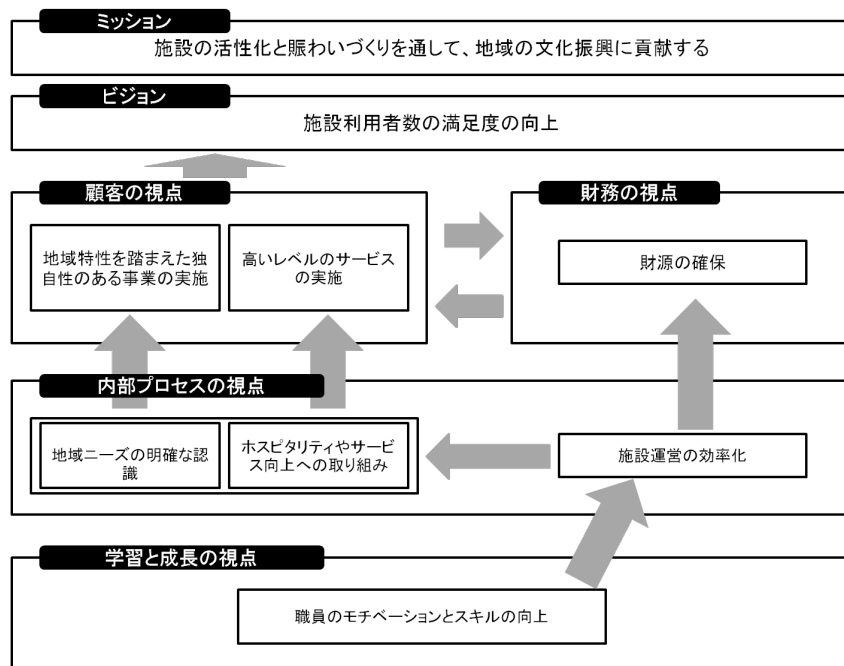 ミッション
施設の活性化と賑わいづくりを通して、地域の文化振興に貢献する
ビジョン
施設利用者数の満足度の向上
顧客の視点
地域特性を踏まえた独
自性のある事業の実施
高いレベルのサービス
の実施
財務の視点
財源の確保
内部プロセスの視点
地域ニーズの明確な認
識
ホスピタリティやサービ
ス向上への取り組み
施設運営の効率化
学習と成長の視点
職員のモチベーションとスキルの向上